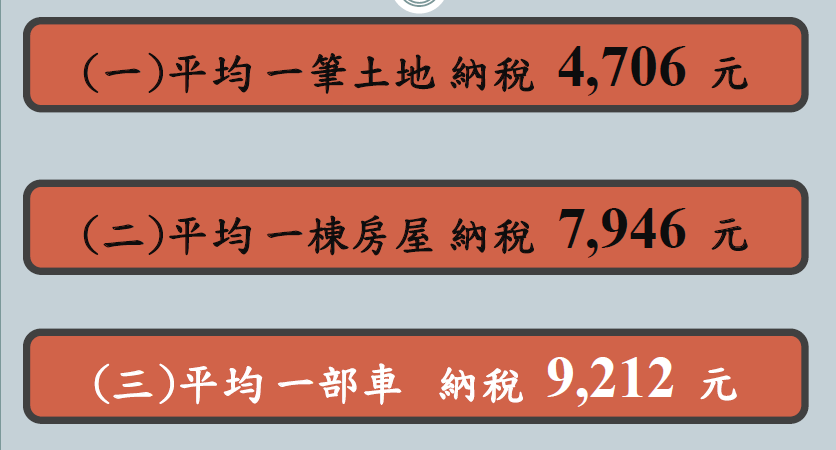 (一)平均 一筆土地 納稅 4,706 元
(二)平均 一棟房屋 納稅 7,946 元
(三)平均 一部車 納稅 9,212 元